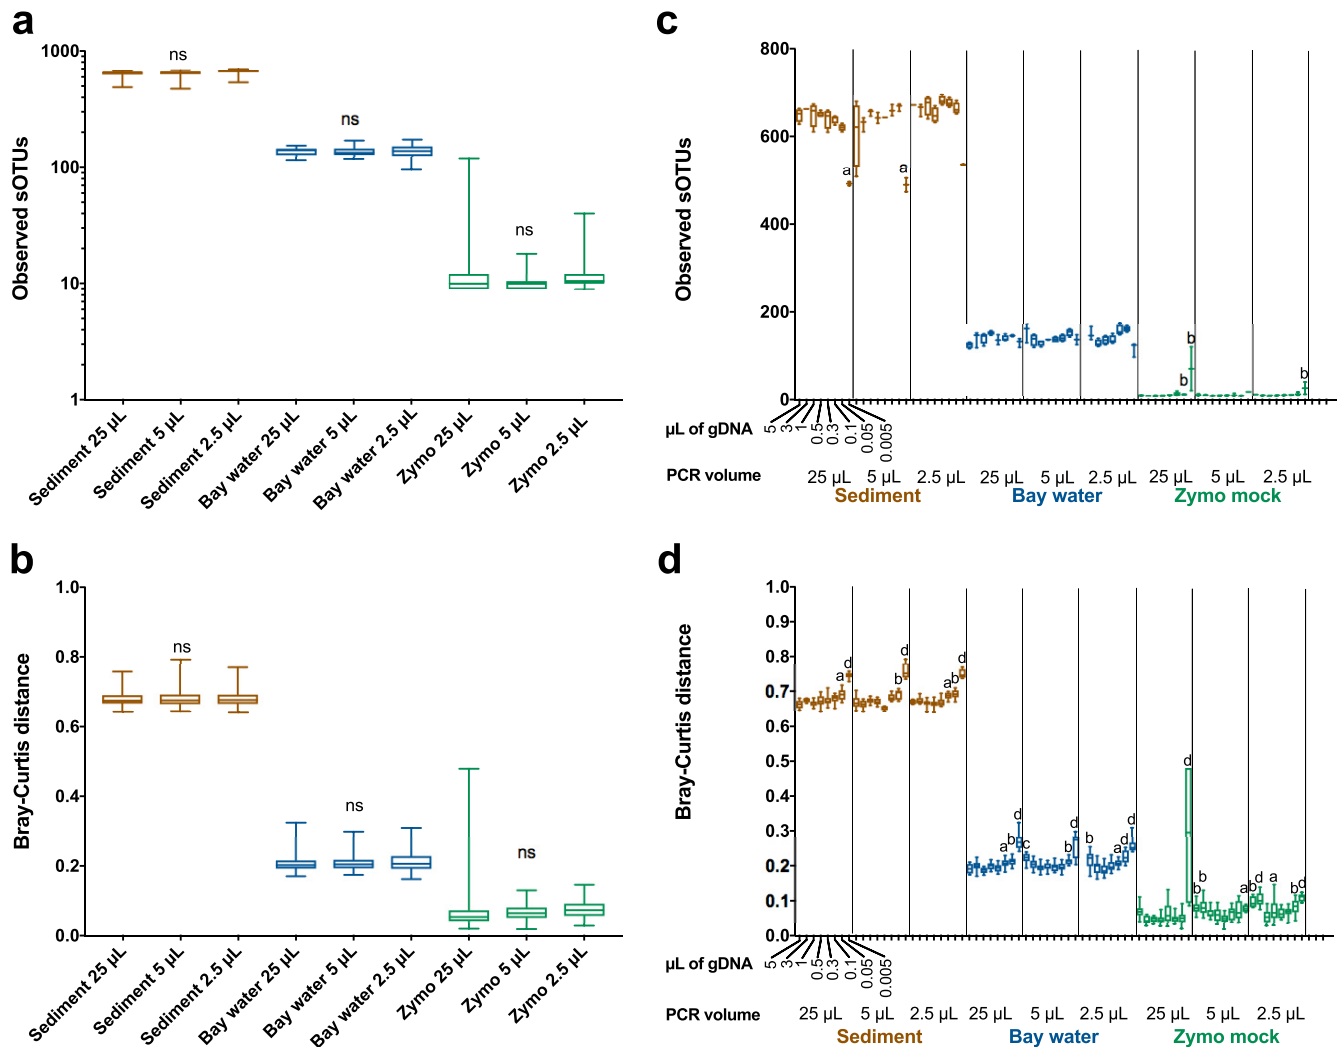 a
Observed sOTUs
1000
100
10
1
ns
ns
ns
Sediment 25 µL
Sediment 5 µL
Sediment 2.5 µL
Bay water 25 µL
Bay water 5 µL
Bay water 2.5 µL
Zymo 25 µL
Zymo 5 µL
Zymo 2.5 µL
c
Observed sOTUs
800
600
400
200
0
a
a
b
b
b
µL of gDNA
5
3
1
0.5
0.3
0.1
0.05
0.005
PCR volume
25 µL 5 µL 2.5 µL 25 µL 5 µL 2.5 µL 25 µL 5 µL 2.5 µL
Sediment Bay water Zymo mock
b
Bray-Curtis distance
1.0
0.8
0.6
0.4
0.2
0.0
ns
ns
ns
Sediment 25 µL
Sediment 5 µL
Sediment 2.5 µL
Bay water 25 µL
Bay water 5 µL
Bay water 2.5 µL
Zymo 25 µL
Zymo 5 µL
Zymo 2.5 µL
d
Bray-Curtis distance
1.0
0.9
0.8
0.7
0.6
0.5
0.4
0.3
0.2
0.1
0.0
a d b d a b d
a b d c b d b a d d
d b b a b d a b d
µL of gDNA
5
3
1
0.5
0.3
0.1
0.05
0.005
PCR volume
25 µL 5 µL 2.5 µL 25 µL 5 µL 2.5 µL 25 µL 5 µL 2.5 µL
Sediment Bay water Zymo mock